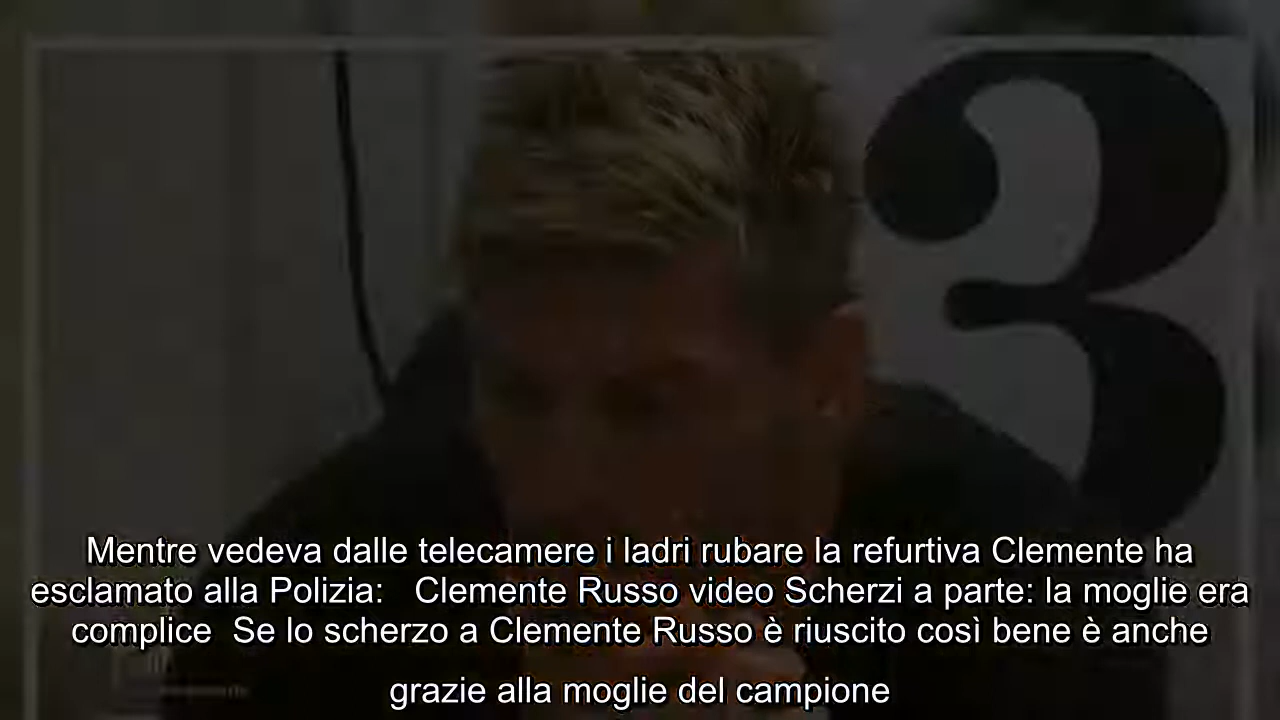 3
Mentre vedeva dalle telecamere i ladri rubare la refurtiva Clemente ha
esclamato alla Polizia:   Clemente Russo video Scherzi a parte: la moglie era
complice  Se lo scherzo a Clemente Russo è riuscito così bene è anche
grazie alla moglie del campione